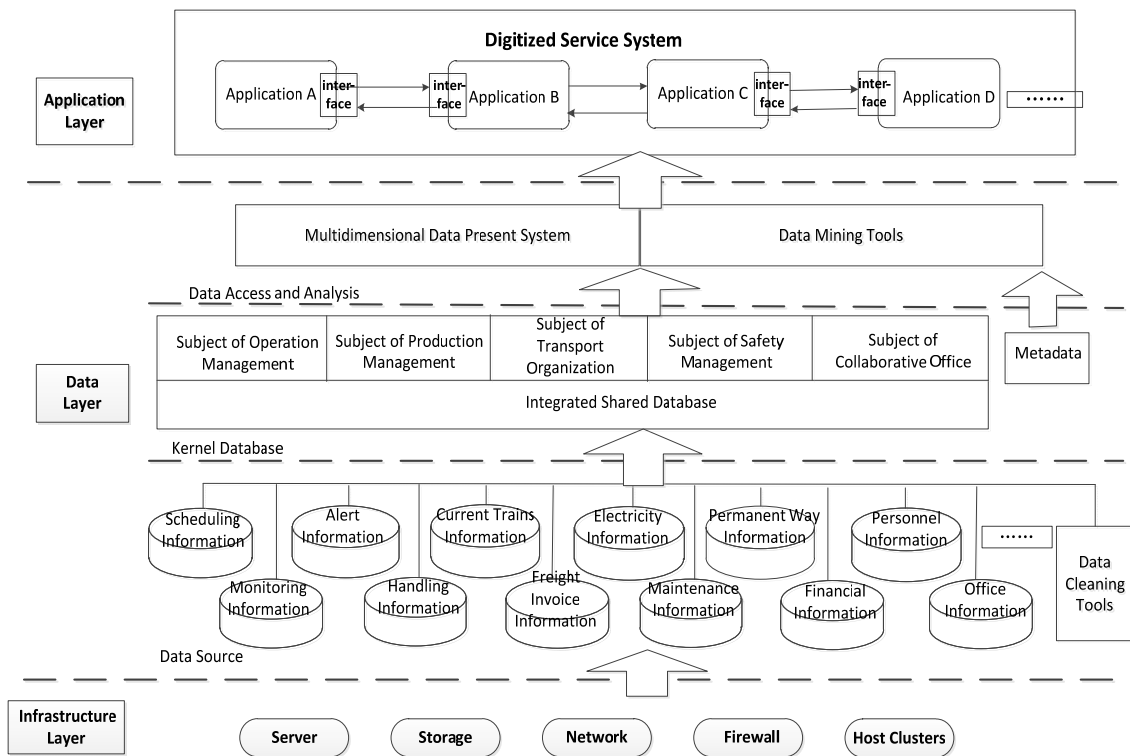 Digitized Service System
Application
Layer
Application A
inter-
face
inter-
face
Application B
Application C
inter-
face
inter-
face
Application D
......
Multidimensional Data Present System
Data Mining Tools
Data Access and Analysis
Data
Layer
Subject of Operation
Management
Subject of Production
Management
Subject of
Transport
Organization
Subject of Safety
Management
Subject of
Collaborative Office
Metadata
Integrated Shared Database
Kernel Database
Scheduling
Information
Alert
Information
Current Trains
Information
Electricity
Information
Permanent Way
Information
Personnel
Information
......
Monitoring
Information
Handling
Information
Freight
Invoice
Information
Maintenance
Information
Financial
Information
Office
Information
Data
Cleaning
Tools
Data Source
Infrastructure
Layer
Server
Storage
Network
Firewall
Host Clusters